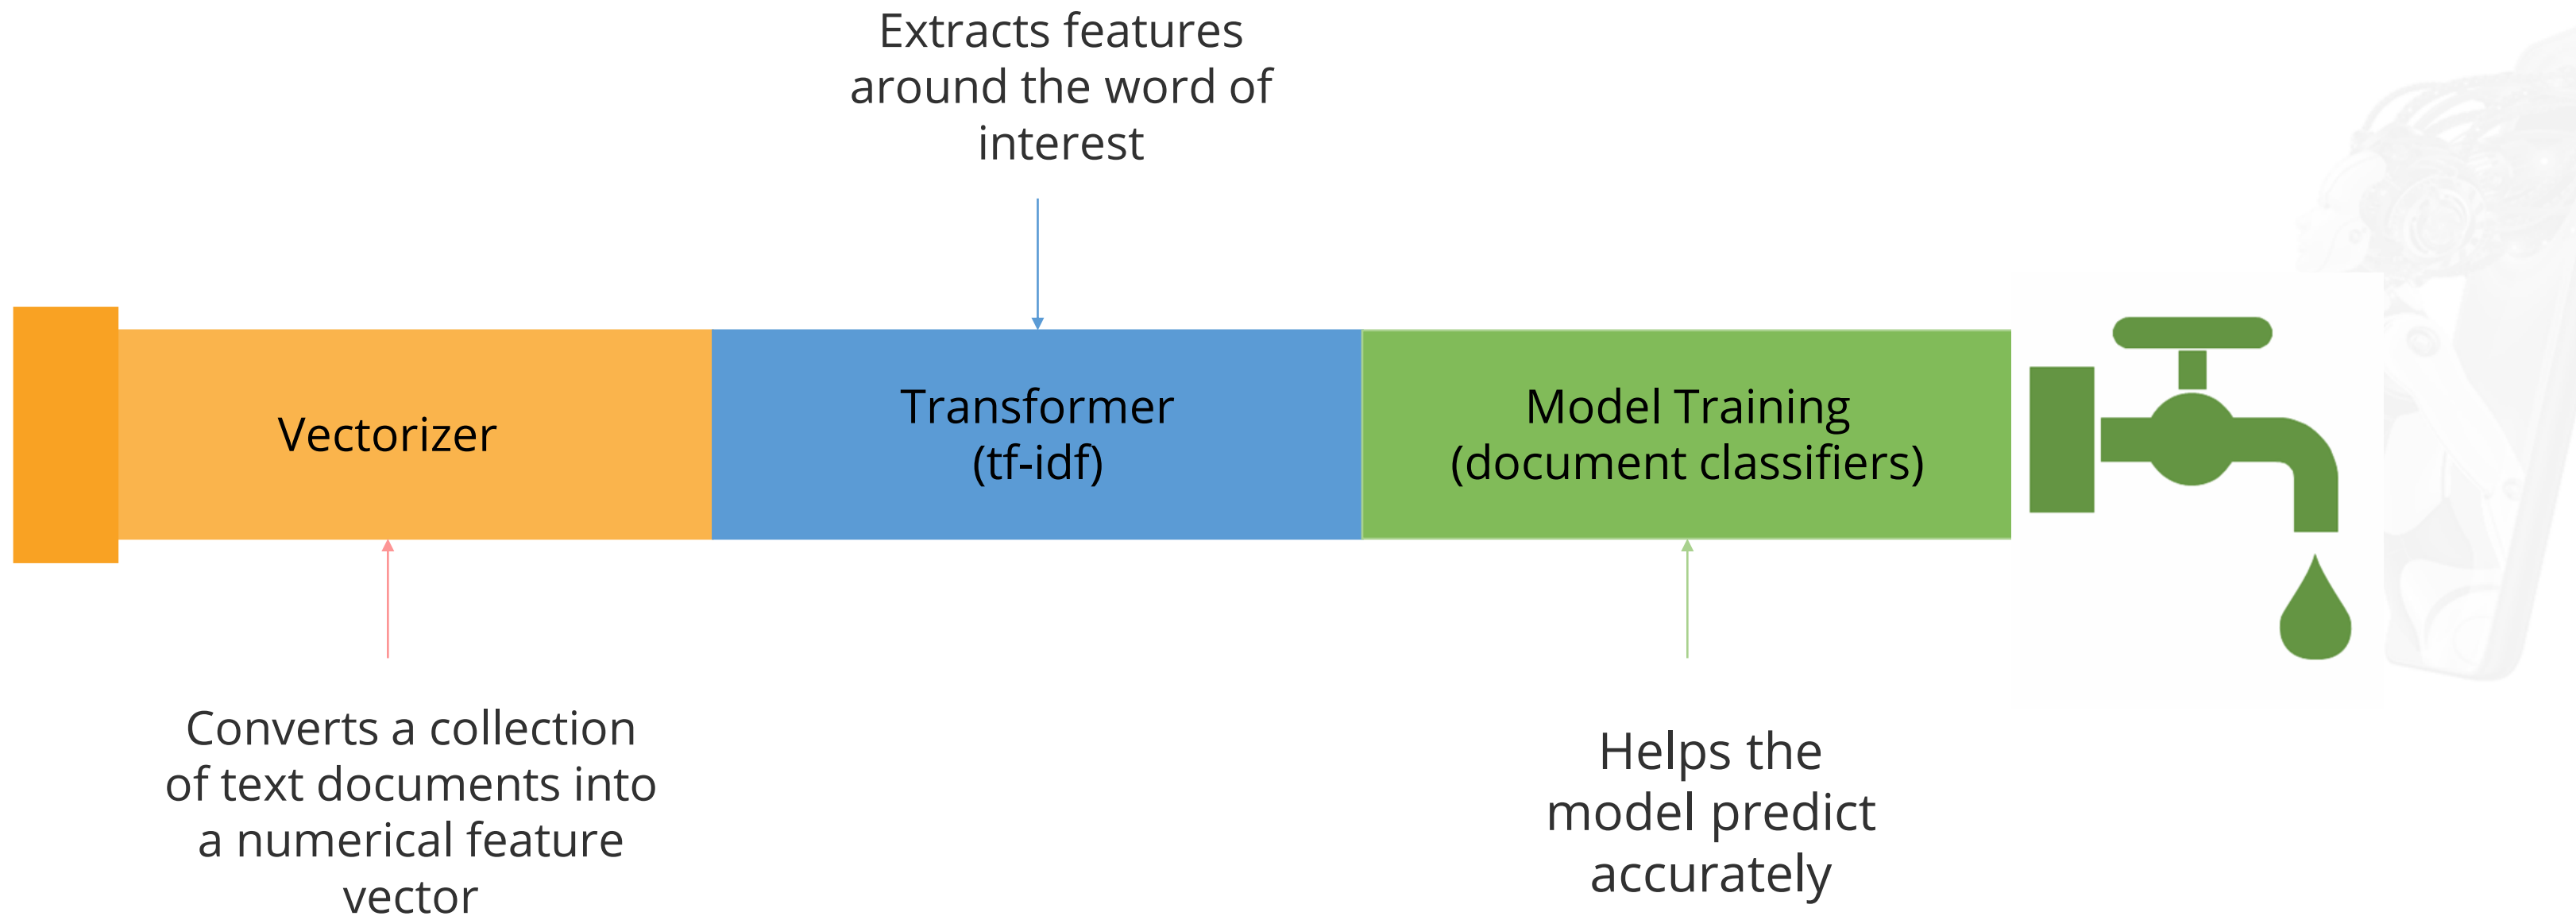 Extracts features
around the word of
interest
Vectorizer
Transformer
(tf-idf)
Model Training
(document classifiers)
Converts a collection
of text documents into
a numerical feature
vector
Helps the
model predict
accurately